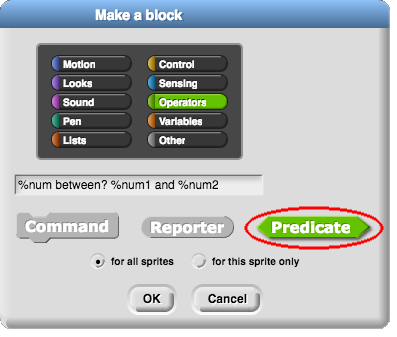 Make a block
Motion Control
Looks Sensing
Sound Operators
Pen Variables
Lists Other
%num between? %num1 and %num2
Command Reporter Predicate
for all sprites for this sprite only
OK Cancel